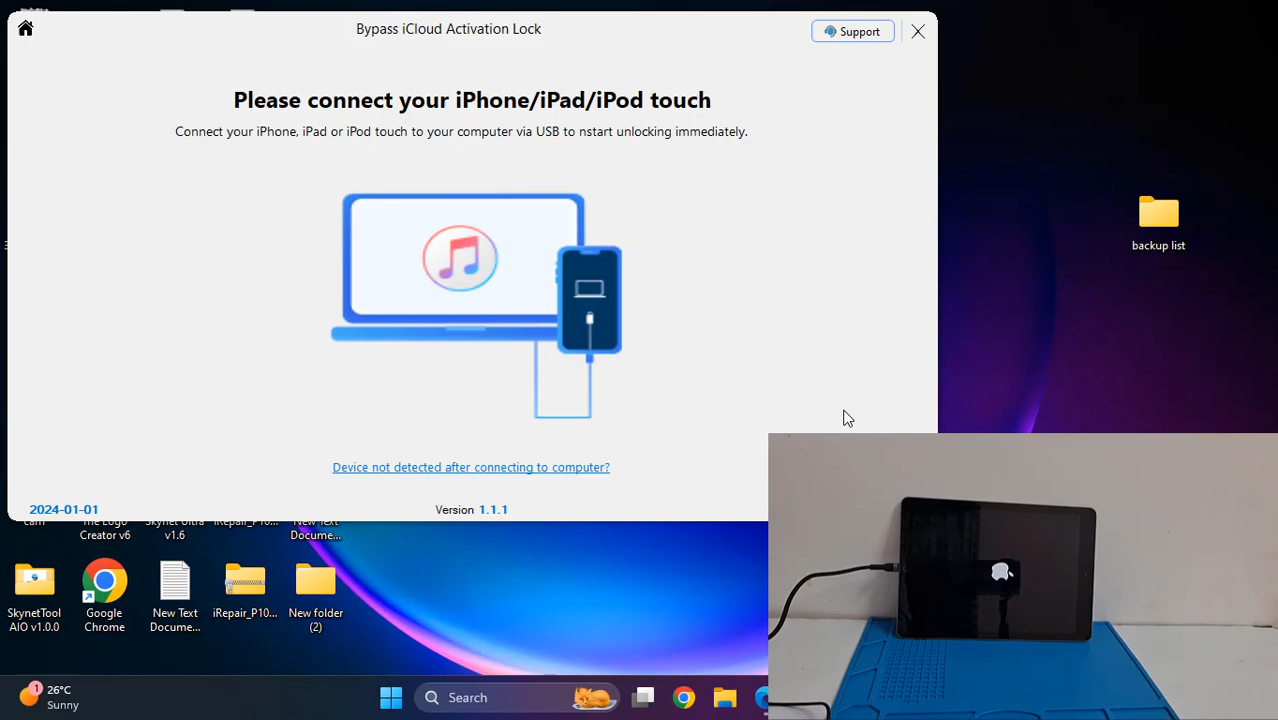 Bypass iCloud Activation Lock
Support
Please connect your iPhone/iPad/iPod touch
Connect your iPhone, iPad or iPod touch to your computer via USB to nstart unlocking immediately.
backup list
Device not detected after connecting to computer?
2024-01-01
Version 1.1.1
cam
The Logo
Creator v6
Skynet Ultra
v1.6
iRepair_P10...
New Text
Docume...
SkynetTool
AIO v1.0.0
Google
Chrome
New Text
Docume...
iRepair_P10...
New folder
(2)
1
26°C
Sunny
Search